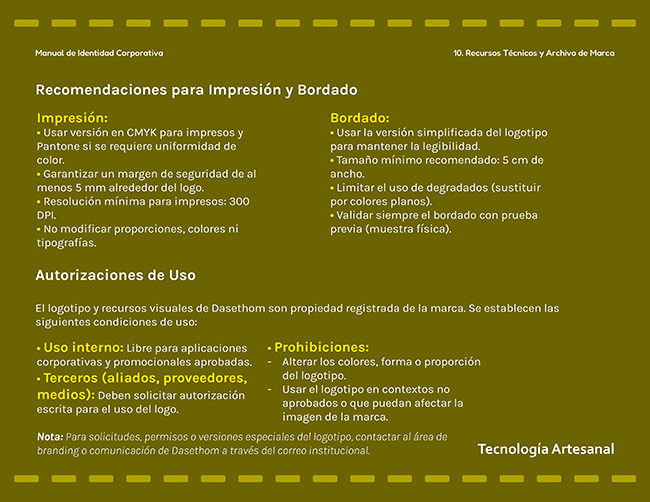 Manual de Identidad Corporativa
10. Recursos Técnicos y Archivo de Marca
Recomendaciones para Impresión y Bordado
Impresión:
• Usar versión en CMYK para impresos y
Pantone si se requiere uniformidad de
color.
• Garantizar un margen de seguridad de al
menos 5 mm alrededor del logo.
• Resolución mínima para impresos: 300
DPI.
• No modificar proporciones, colores ni
tipografías.
Bordado:
• Usar la versión simplificada del logotipo
para mantener la legibilidad.
• Tamaño mínimo recomendado: 5 cm de
ancho.
• Limitar el uso de degradados (sustituir
por colores planos).
• Validar siempre el bordado con prueba
previa (muestra física).
Autorizaciones de Uso
El logotipo y recursos visuales de Dasethom son propiedad registrada de la marca. Se establecen las
siguientes condiciones de uso:
• Uso interno: Libre para aplicaciones
corporativas y promocionales aprobadas.
• Terceros (aliados, proveedores,
medios): Deben solicitar autorización
escrita para el uso del logo.
• Prohibiciones:
- Alterar los colores, forma o proporción
del logotipo.
- Usar el logotipo en contextos no
aprobados o que puedan afectar la
imagen de la marca.
Nota: Para solicitudes, permisos o versiones especiales del logotipo, contactar al área de
branding o comunicación de Dasethom a través del correo institucional.
Tecnología Artesanal